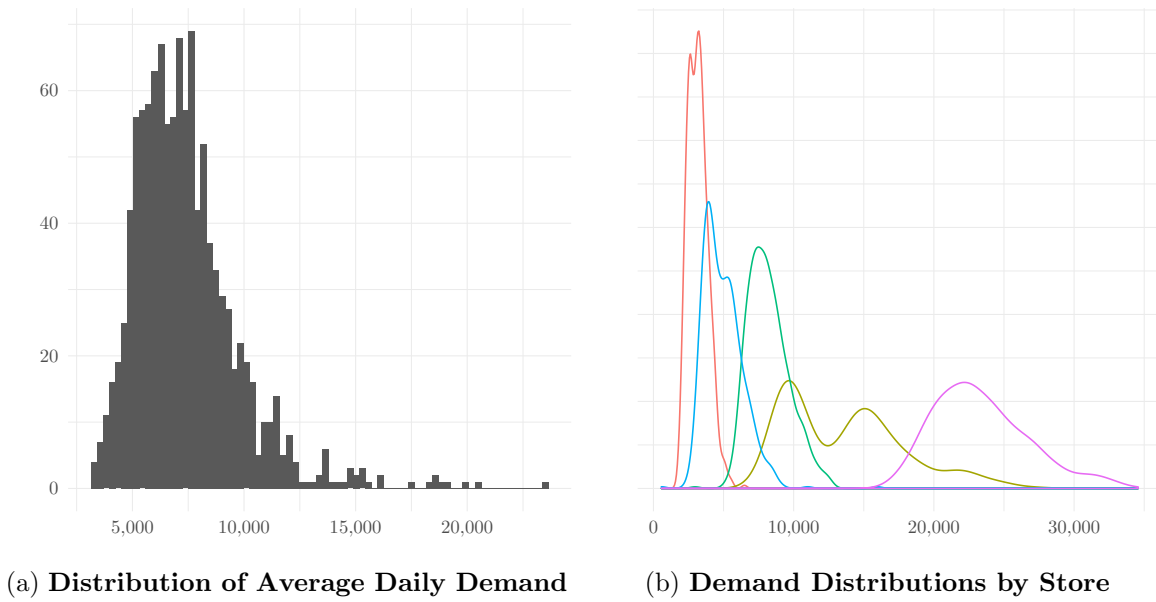 60
40
20
0
5,000 10,000 15,000 20,000
(a) Distribution of Average Daily Demand
0 10,000 20,000 30,000
(b) Demand Distributions by Store